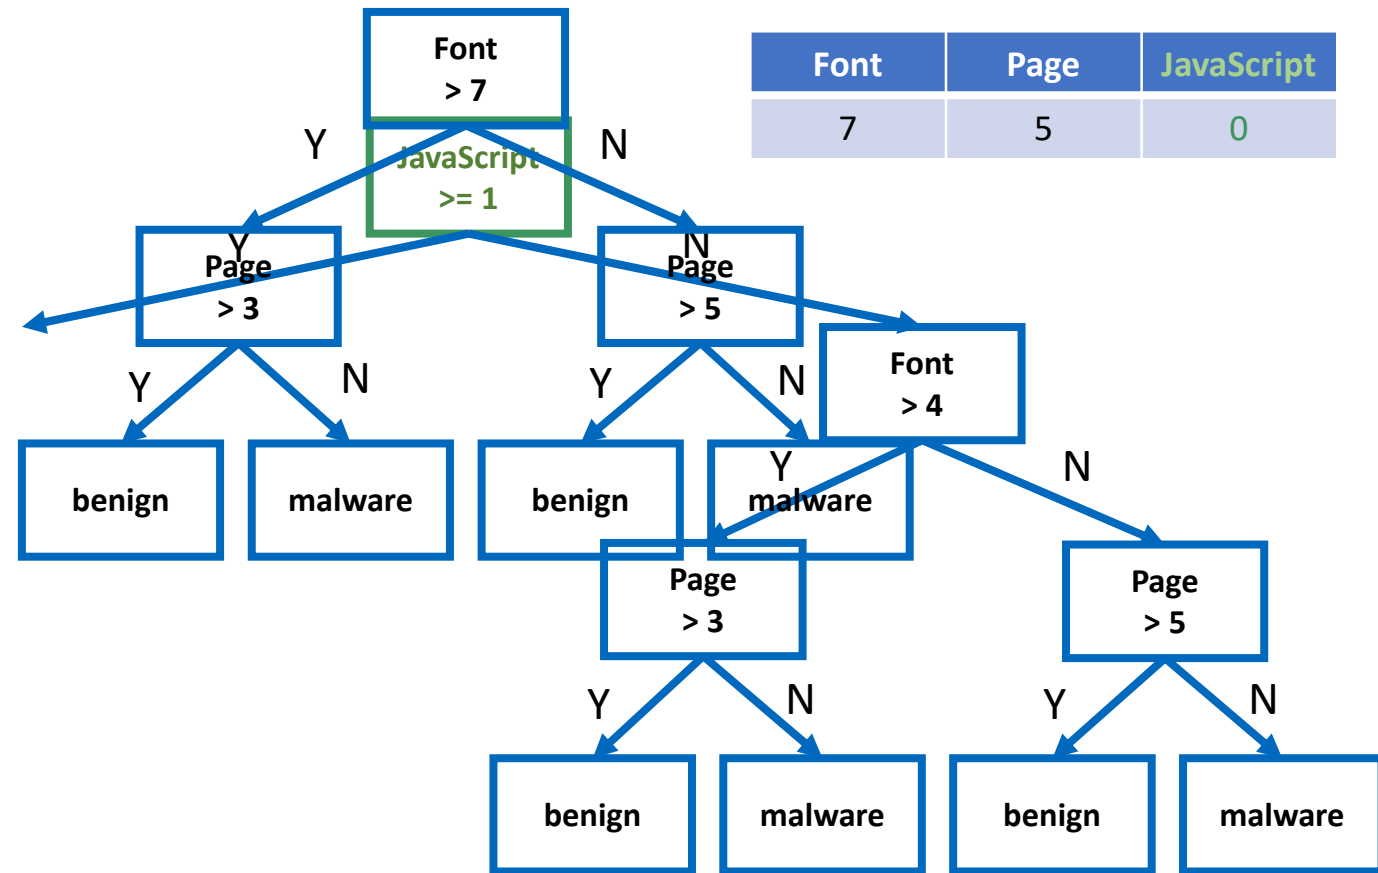 Font
> 7
Font Page JavaScript
7 5 0
Y
N
JavaScript
>= 1
Y
N
Page
> 3
Page
> 5
Font
> 4
Y
N
Y
N
Y
N
benign
malware
benign
malware
Page
> 3
Page
> 5
Y
N
Y
N
benign
malware
benign
malware